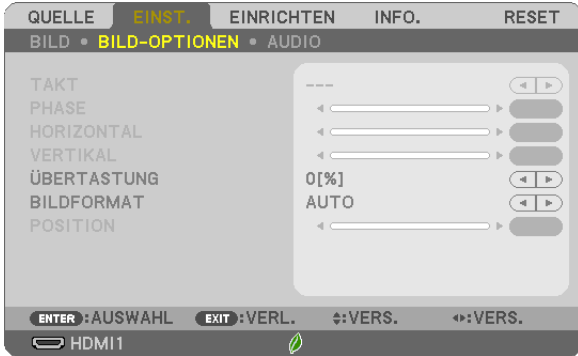 QUELLE EINST. EINRICHTEN INFO. RESET
BILD • BILD-OPTIONEN • AUDIO
TAKT ---
PHASE
HORIZONTAL
VERTIKAL
ÜBERTASTUNG 0[%]
BILDFORMAT AUTO
POSITION
ENTER :AUSWAHL EXIT :VERL. :VERS. :VERS.
HDMI1